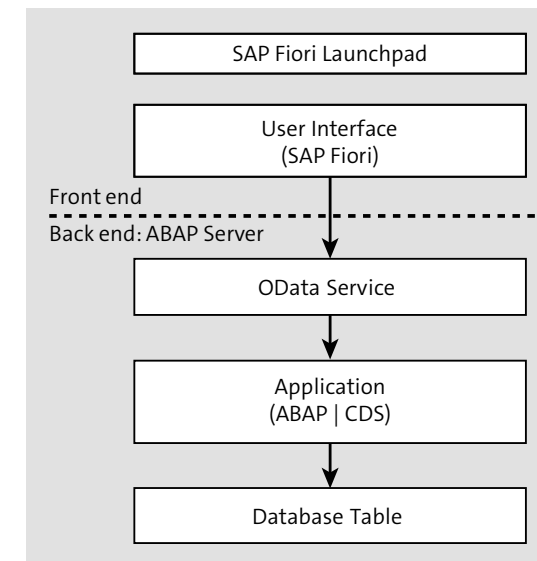 SAP Fiori Launchpad
User Interface
(SAP Fiori)
Front end
Back end: ABAP Server
OData Service
Application
(ABAP | CDS)
Database Table